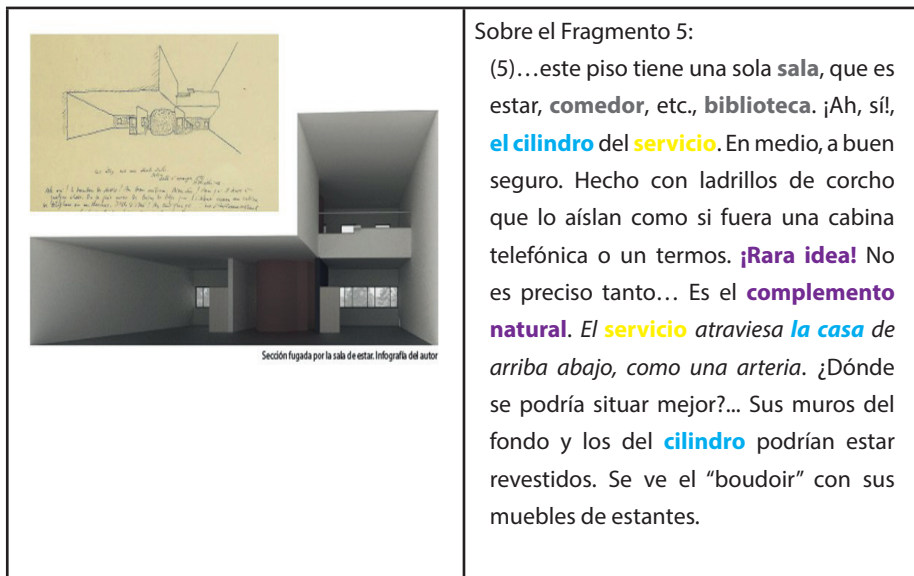 Sección fugada por la sala de estar. Infografía del autor
Sobre el Fragmento 5:
(5)…este piso tiene una sola sala, que es
estar, comedor, etc., biblioteca. ¡Ah, sí!,
el cilindro del servicio. En medio, a buen
seguro. Hecho con ladrillos de corcho
que lo aíslan como si fuera una cabina
telefónica o un termos. ¡Rara idea! No
es preciso tanto… Es el complemento
natural. El servicio atraviesa la casa de
arriba abajo, como una arteria. ¿Dónde
se podría situar mejor?... Sus muros del
fondo y los del cilindro podrían estar
revestidos. Se ve el “boudoir” con sus
muebles de estantes.